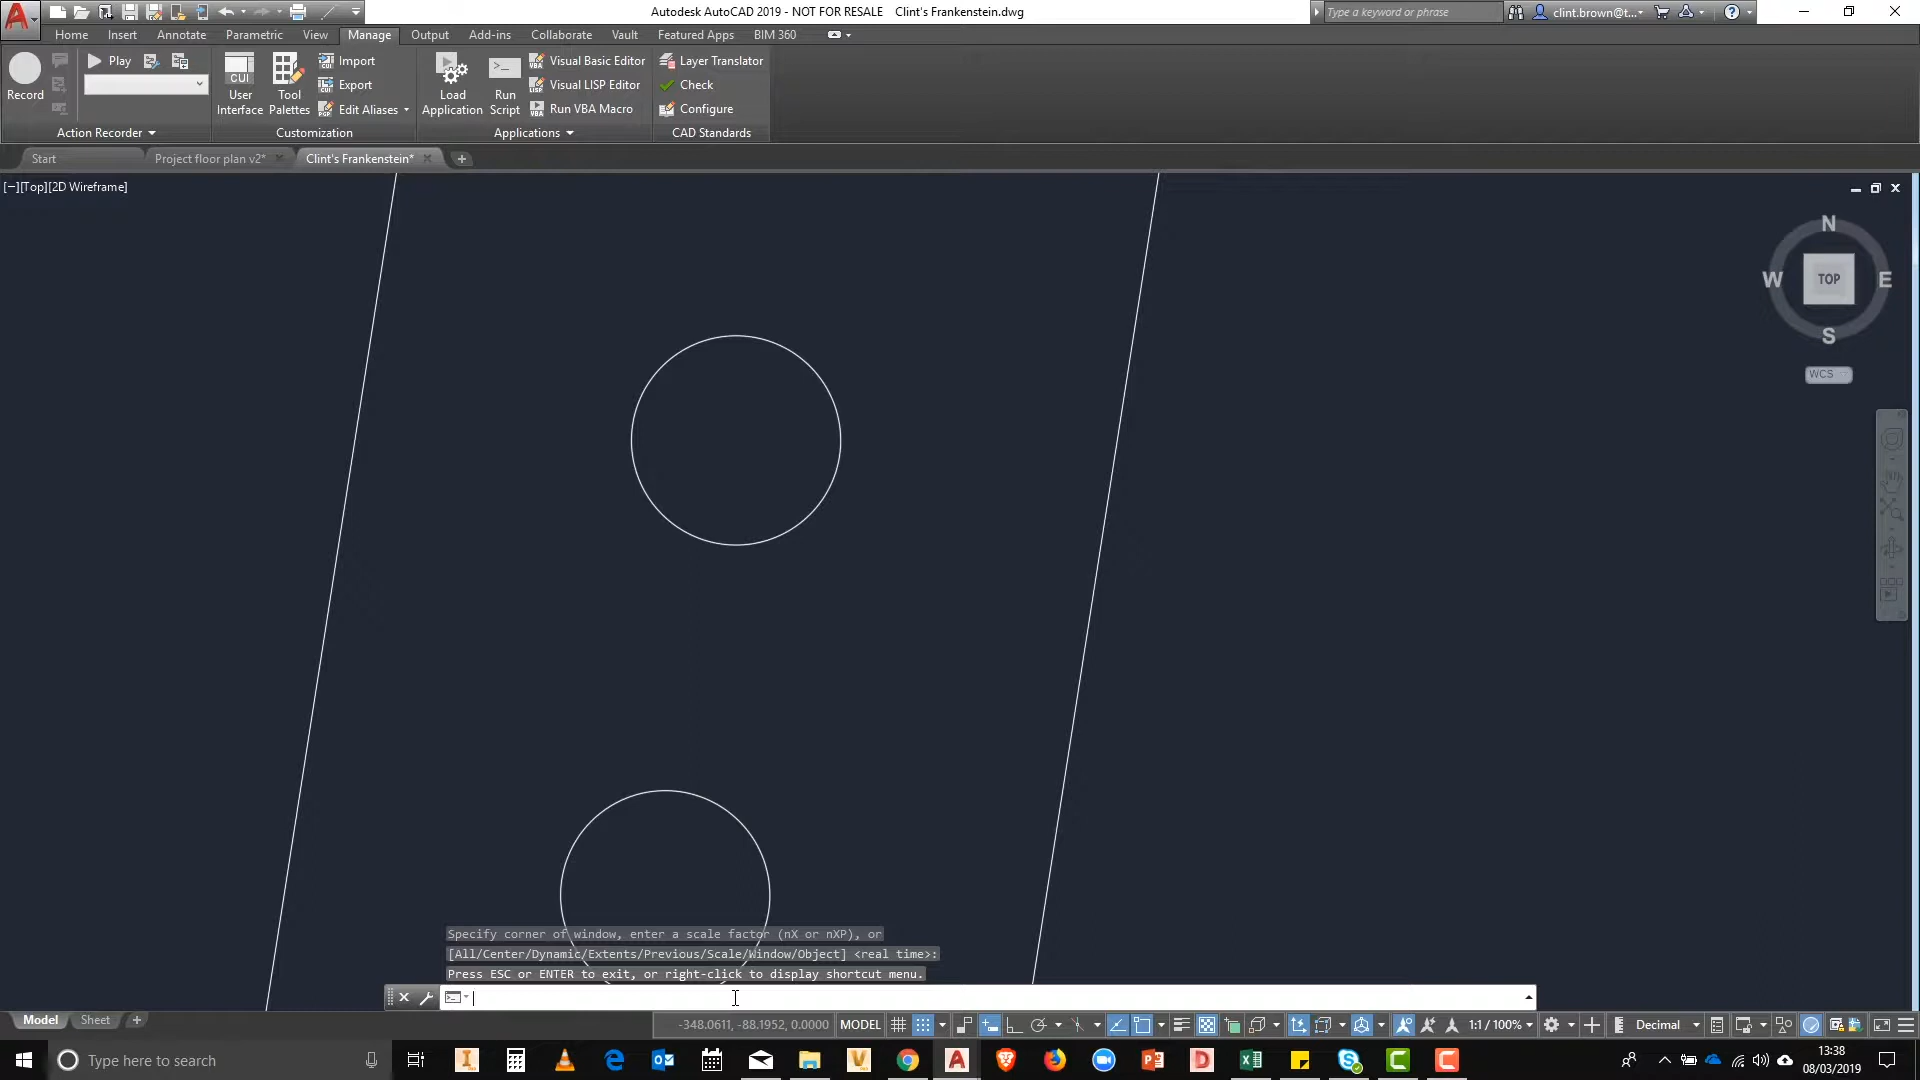 Autodesk AutoCAD 2019 - NOT FOR RESALE Clint's Frankenstein.dwg
Type a keyword or phrase
clint.brown@t...
Home Insert Annotate Parametric View Manage Output Add-ins Collaborate Vault Featured Apps BIM 360
Record
Play
CUI
User
Interface
Tool
Palettes
Import
Export
Edit Aliases
Load
Application
Run
Script
Visual Basic Editor
Visual LISP Editor
Run VBA Macro
Layer Translator
Check
Configure
Action Recorder
Customization
Applications
CAD Standards
Start
Project floor plan v2*
Clint's Frankenstein*
[−][Top][2D Wireframe]
N
W TOP E
S
WCS
Specify corner of window, enter a scale factor (nX or nXP), or
[All/Center/Dynamic/Extents/Previous/Scale/Window/Object] <real time>:
Press ESC or ENTER to exit, or right-click to display shortcut menu.
Model Sheet
-348.0611, -88.1952, 0.0000 MODEL
1:1 / 100%
Decimal
Type here to search
13:38
08/03/2019